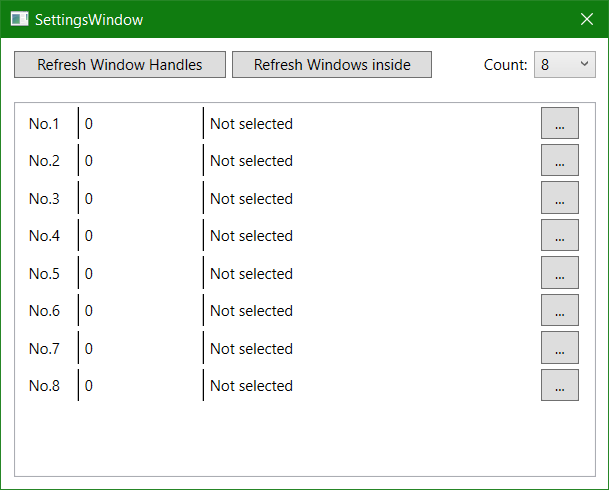 SettingsWindow
Refresh Window Handles Refresh Windows inside Count: 8
No.1 0 Not selected ...
No.2 0 Not selected ...
No.3 0 Not selected ...
No.4 0 Not selected ...
No.5 0 Not selected ...
No.6 0 Not selected ...
No.7 0 Not selected ...
No.8 0 Not selected ...